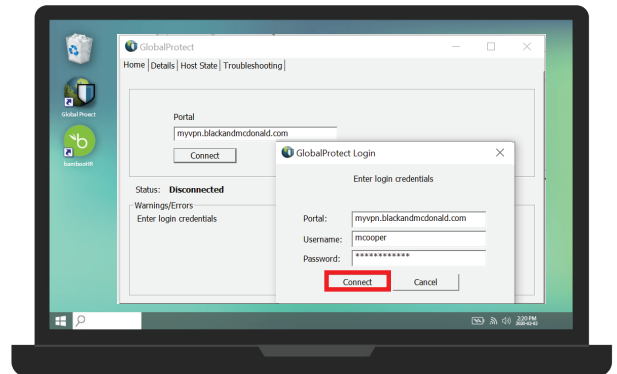 GlobalProtect
Home Details Host State Troubleshooting
Global Proect
Portal
myvpn.blackandmcdonald.com
Connect
bambooHR
Status: Disconnected
Warnings/Errors
Enter login credentials
GlobalProtect Login
Enter login credentials
Portal: myvpn.blackandmcdonald.com
Username: mcooper
Password: ************
Connect Cancel
2:20 PM